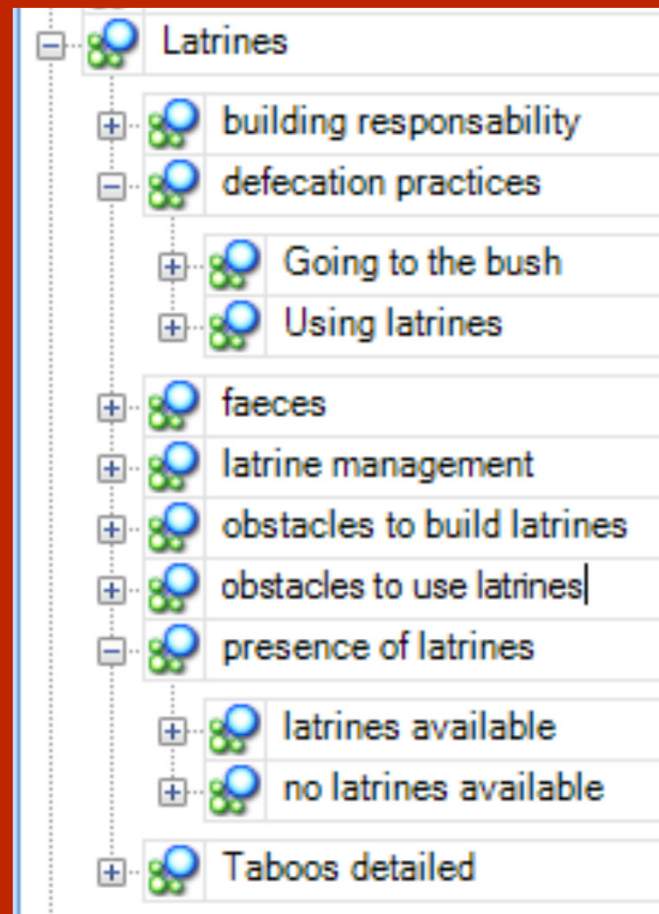 Latrines
building responsability
defecation practices
Going to the bush
Using latrines
faeces
latrine management
obstacles to build latrines
obstacles to use latrines
presence of latrines
latrines available
no latrines available
Taboos detailed